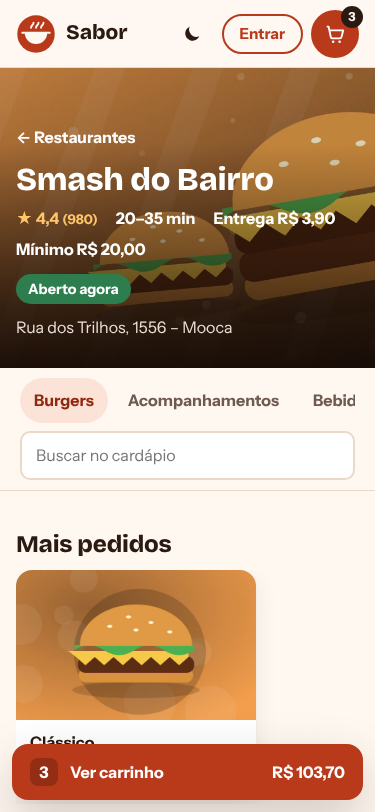 Sabor
Entrar
3
← Restaurantes
Smash do Bairro
★ 4,4 (980) 20–35 min Entrega R$ 3,90
Mínimo R$ 20,00
Aberto agora
Rua dos Trilhos, 1556 – Mooca
Burgers Acompanhamentos Bebid
Buscar no cardápio
Mais pedidos
Clássico
3 Ver carrinho R$ 103,70